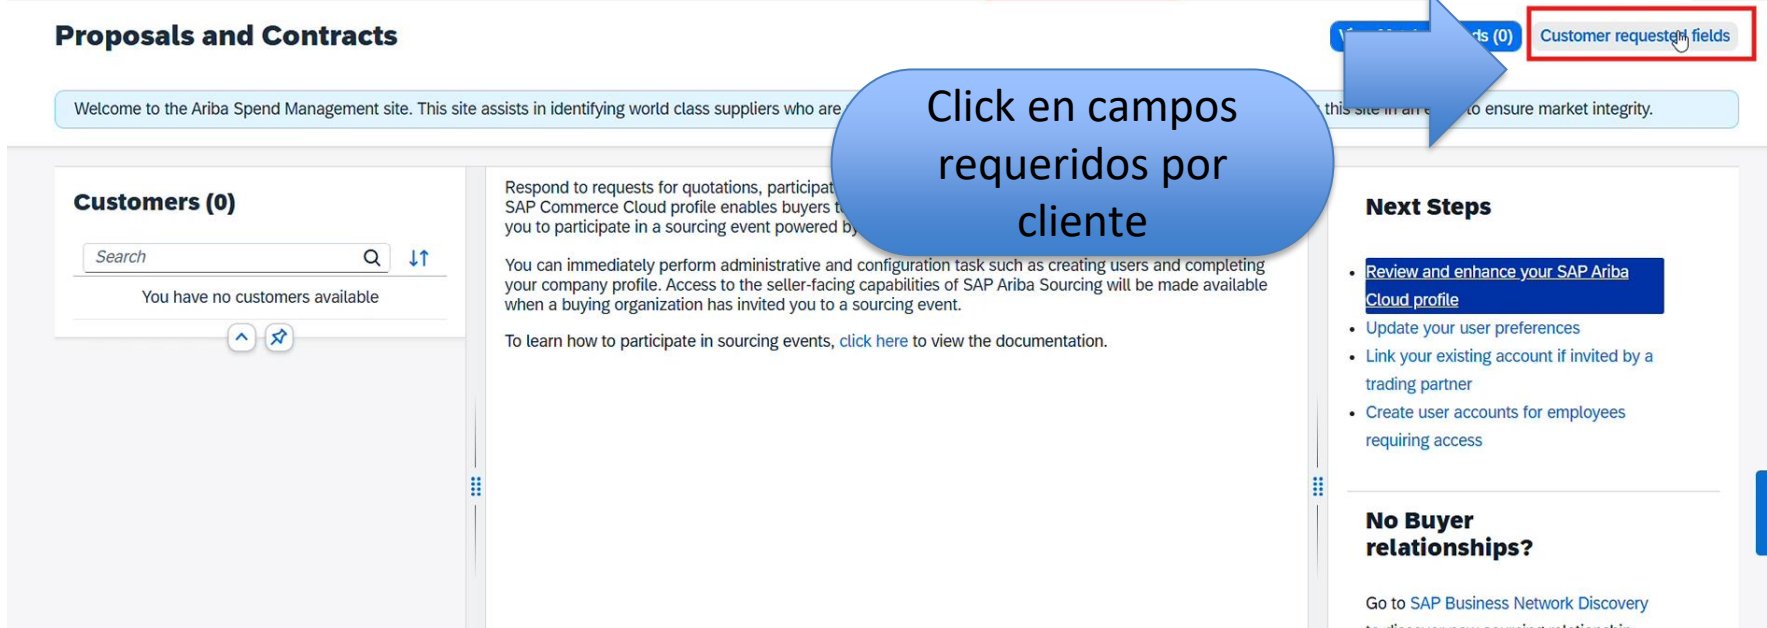 Proposals and Contracts
ds (0)
Customer requested fields
Welcome to the Ariba Spend Management site. This site assists in identifying world class suppliers who are
this site in an to ensure market integrity.
Click en campos
requeridos por
cliente
Customers (0)
Search
You have no customers available
Respond to requests for quotations, participat
SAP Commerce Cloud profile enables buyers t
you to participate in a sourcing event powered by
You can immediately perform administrative and configuration task such as creating users and completing
your company profile. Access to the seller-facing capabilities of SAP Ariba Sourcing will be made available
when a buying organization has invited you to a sourcing event.
To learn how to participate in sourcing events, click here to view the documentation.
Next Steps
Review and enhance your SAP Ariba
Cloud profile
Update your user preferences
Link your existing account if invited by a
trading partner
Create user accounts for employees
requiring access
No Buyer
relationships?
Go to SAP Business Network Discovery